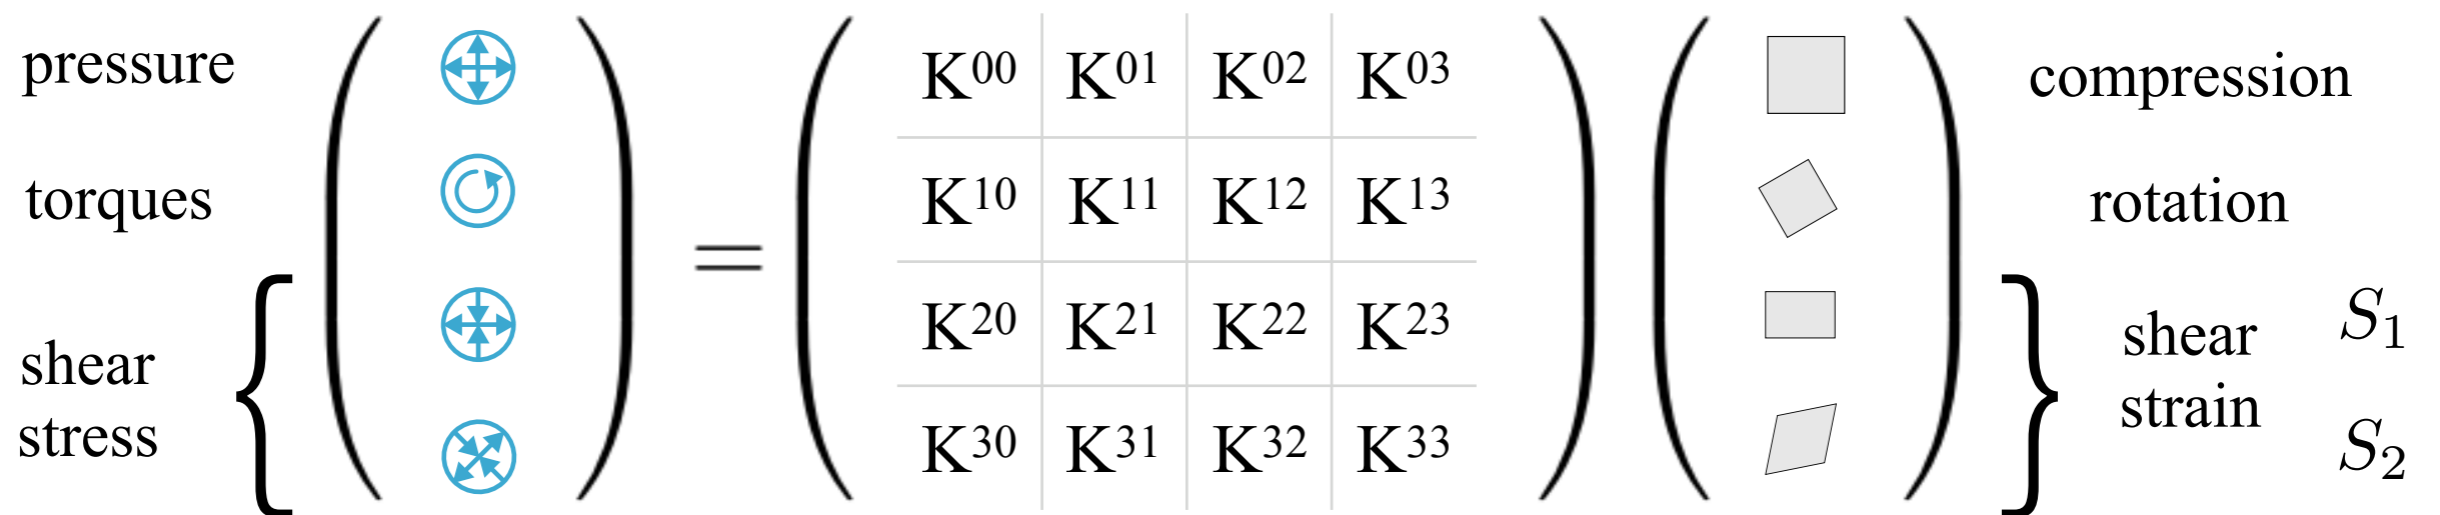 pressure
torques
shear
stress
=
K⁰⁰ K⁰¹ K⁰² K⁰³
K¹⁰ K¹¹ K¹² K¹³
K²⁰ K²¹ K²² K²³
K³⁰ K³¹ K³² K³³
compression
rotation
shear
strain
S₁
S₂